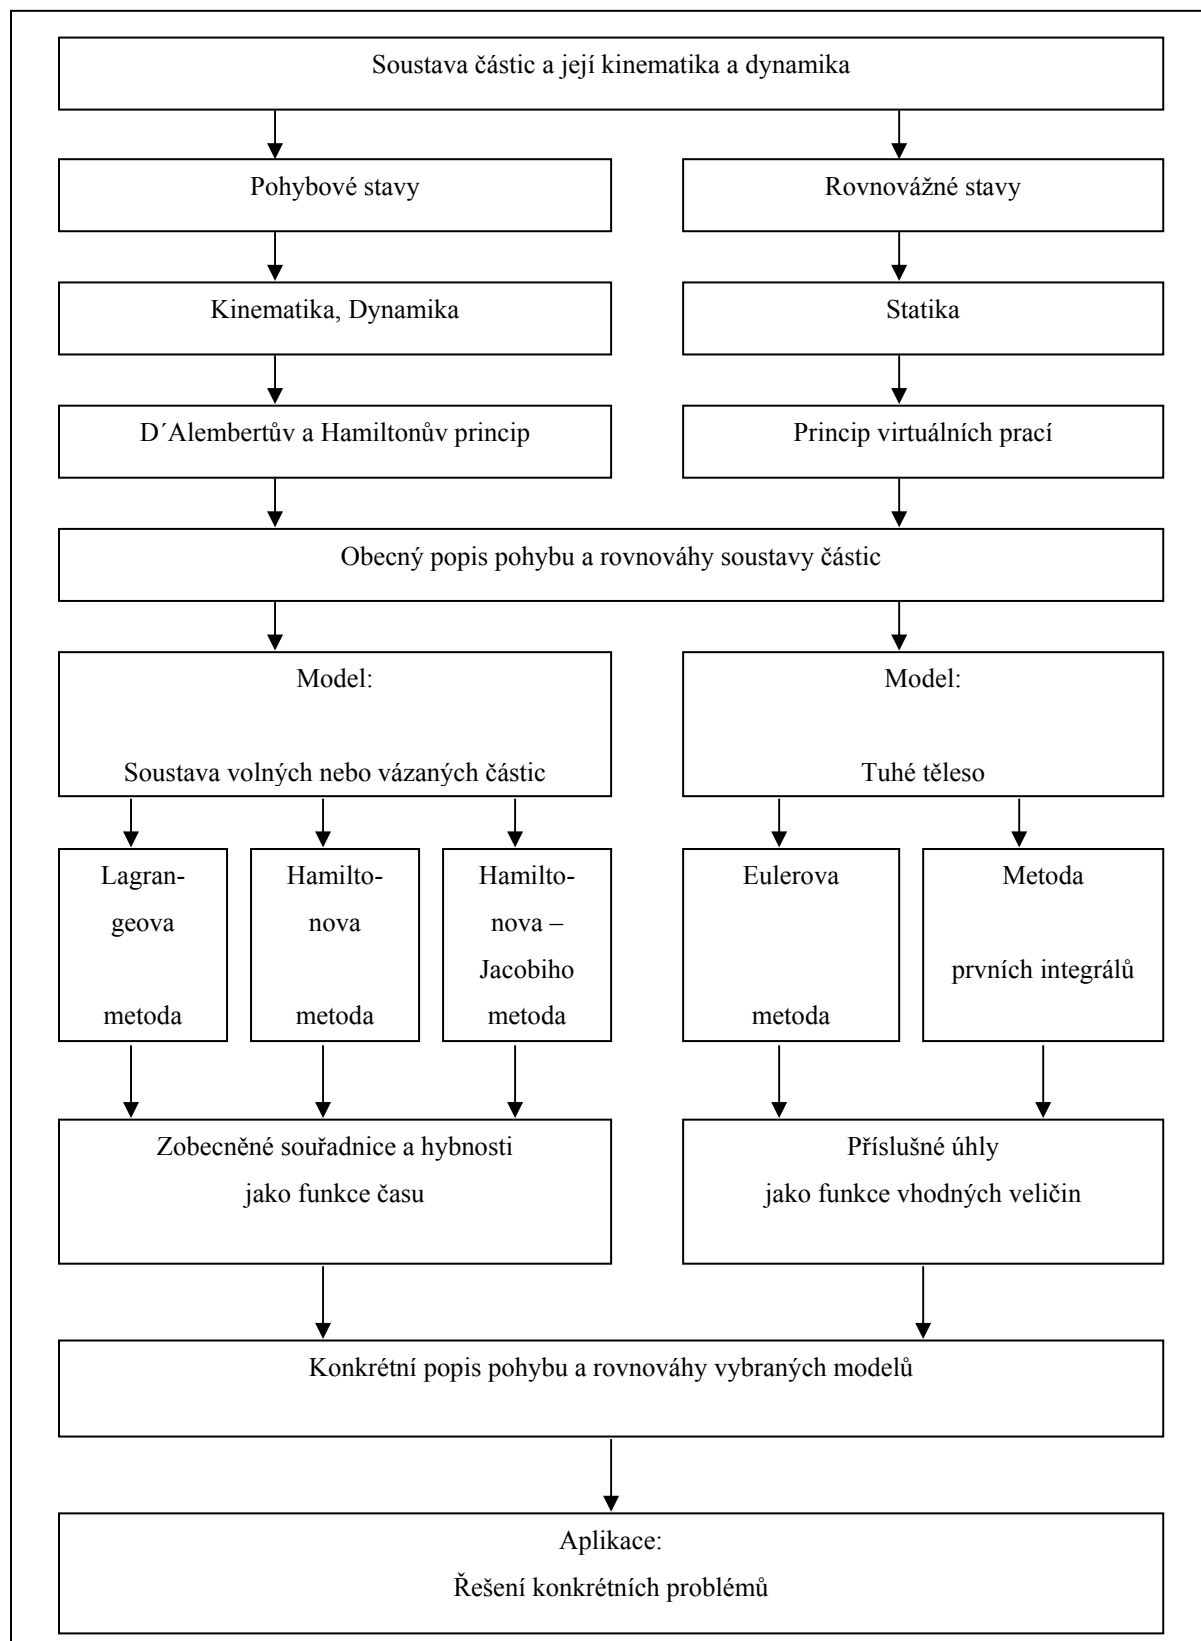 Soustava částic a její kinematika a dynamika
Pohybové stavy
Rovnovážné stavy
Kinematika, Dynamika
Statika
D´Alembertův a Hamiltonův princip
Princip virtuálních prací
Obecný popis pohybu a rovnováhy soustavy částic
Model:
Soustava volných nebo vázaných částic
Model:
Tuhé těleso
Lagran-
geova
metoda
Hamilto-
nova
metoda
Hamilto-
nova –
Jacobiho
metoda
Eulerova
metoda
Metoda
prvních integrálů
Zobecněné souřadnice a hybnosti
jako funkce času
Příslušné úhly
jako funkce vhodných veličin
Konkrétní popis pohybu a rovnováhy vybraných modelů
Aplikace:
Řešení konkrétních problémů